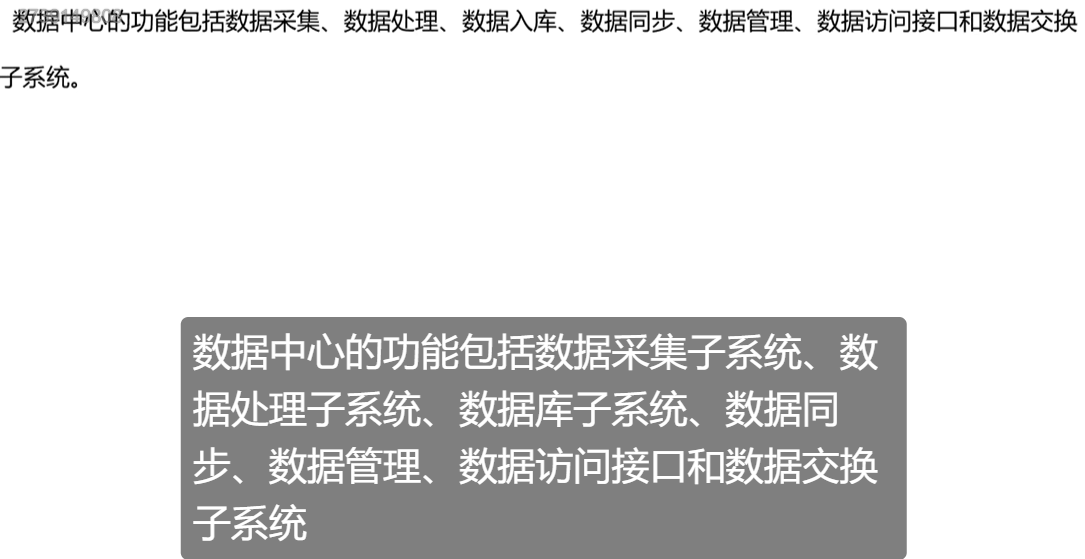 数据中心的功能包括数据采集、数据处理、数据入库、数据同步、数据管理、数据访问接口和数据交换
子系统。
数据中心的功能包括数据采集子系统、数
据处理子系统、数据库子系统、数据同
步、数据管理、数据访问接口和数据交换
子系统